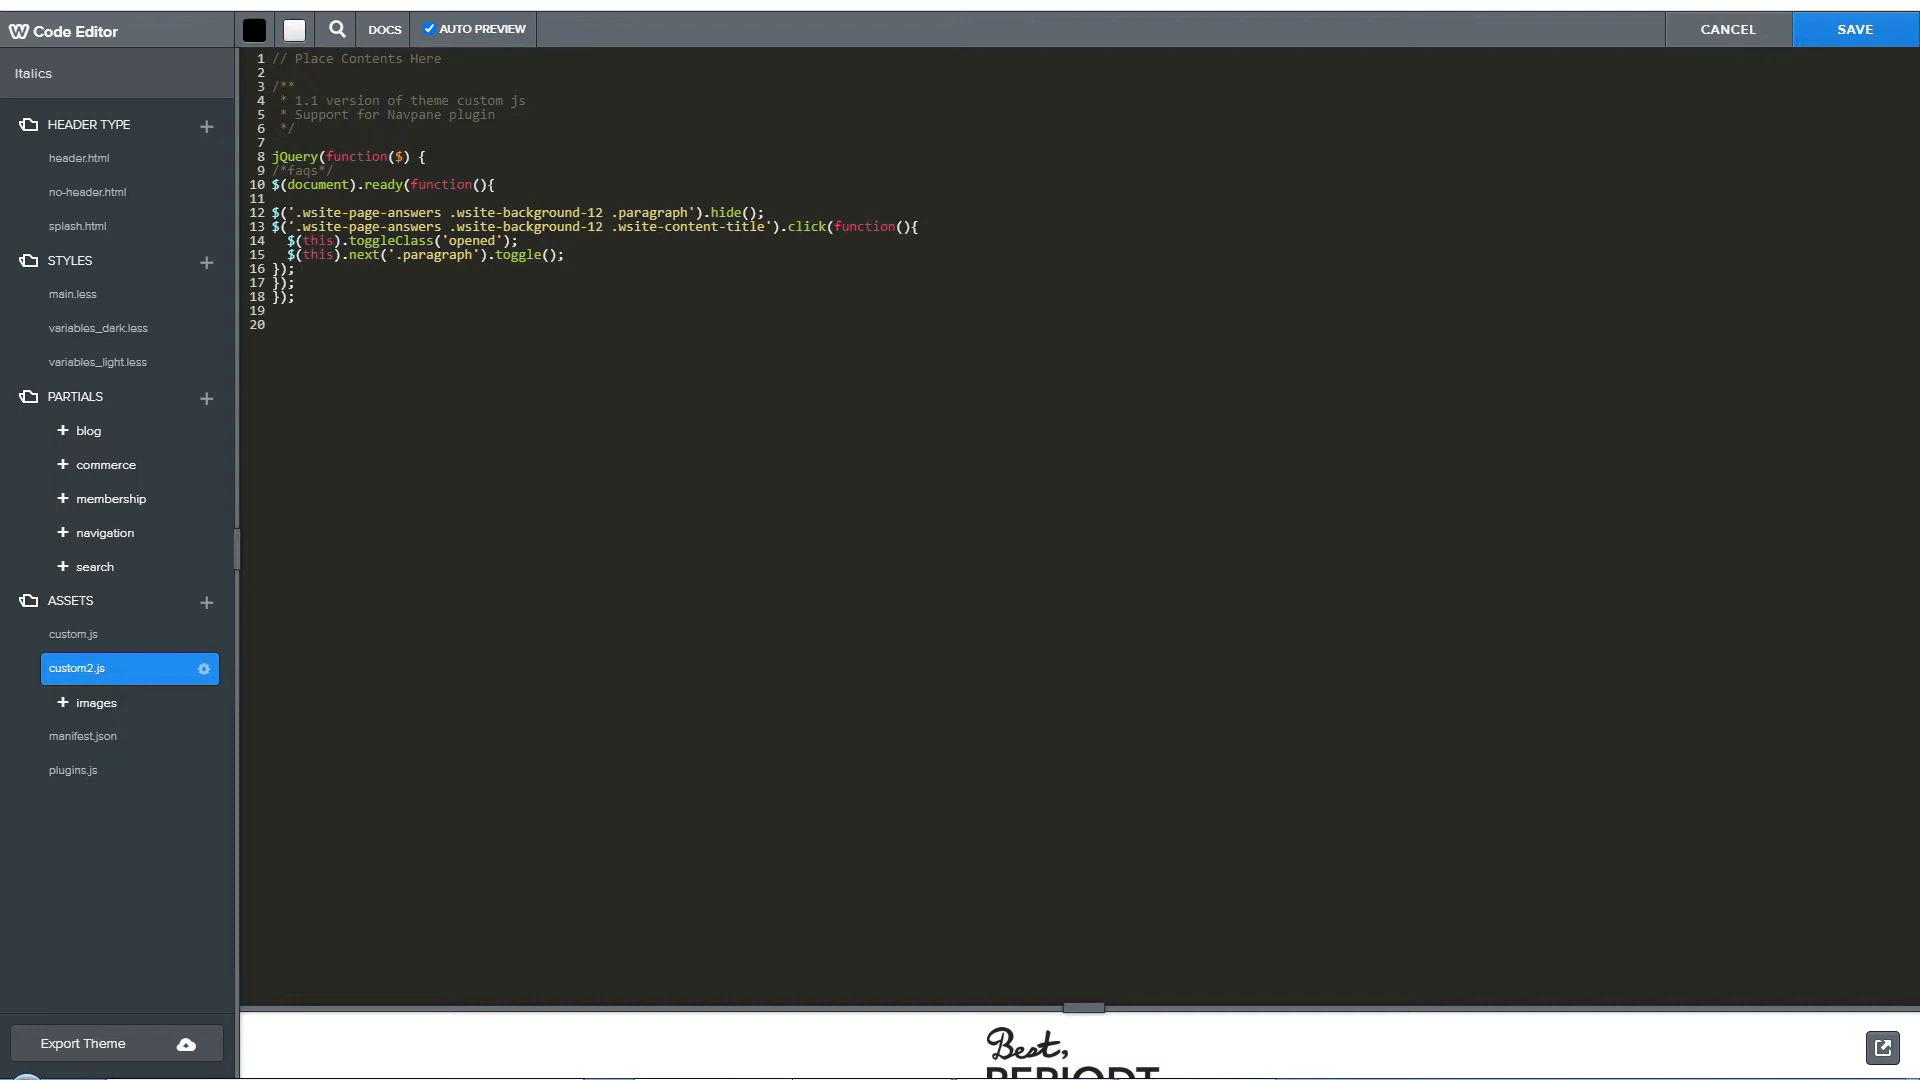 Code Editor
DOCS
AUTO PREVIEW
CANCEL
SAVE
Italics
HEADER TYPE
header.html
no-header.html
splash.html
STYLES
main.less
variables_dark.less
variables_light.less
PARTIALS
blog
commerce
membership
navigation
search
ASSETS
custom.js
custom2.js
images
manifest.json
plugins.js
Export Theme
1 // Place Contents Here
2
3 /**
4  * 1.1 version of theme custom js
5  * Support for Navpane plugin
6  */
7
8 jQuery(function($) {
9 /*faqs*/
10 $(document).ready(function(){
11
12 $('.wsite-page-answers .wsite-background-12 .paragraph').hide();
13 $('.wsite-page-answers .wsite-background-12 .wsite-content-title').click(function(){
14   $(this).toggleClass('opened');
15   $(this).next('.paragraph').toggle();
16 });
17 });
18 });
19
20
Best,
PERIODT